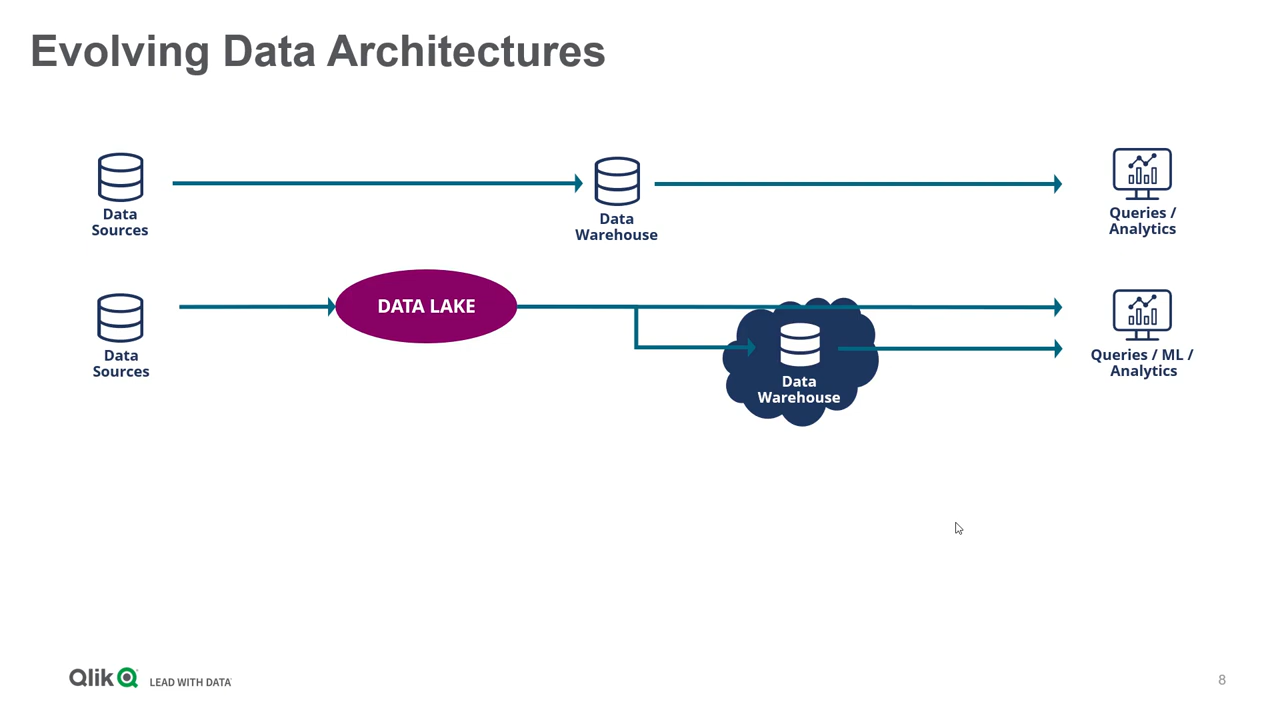 Evolving Data Architectures
Data
Sources
Data
Warehouse
Queries /
Analytics
Data
Sources
DATA LAKE
Data
Warehouse
Queries / ML /
Analytics
Qlik
LEAD WITH DATA
8